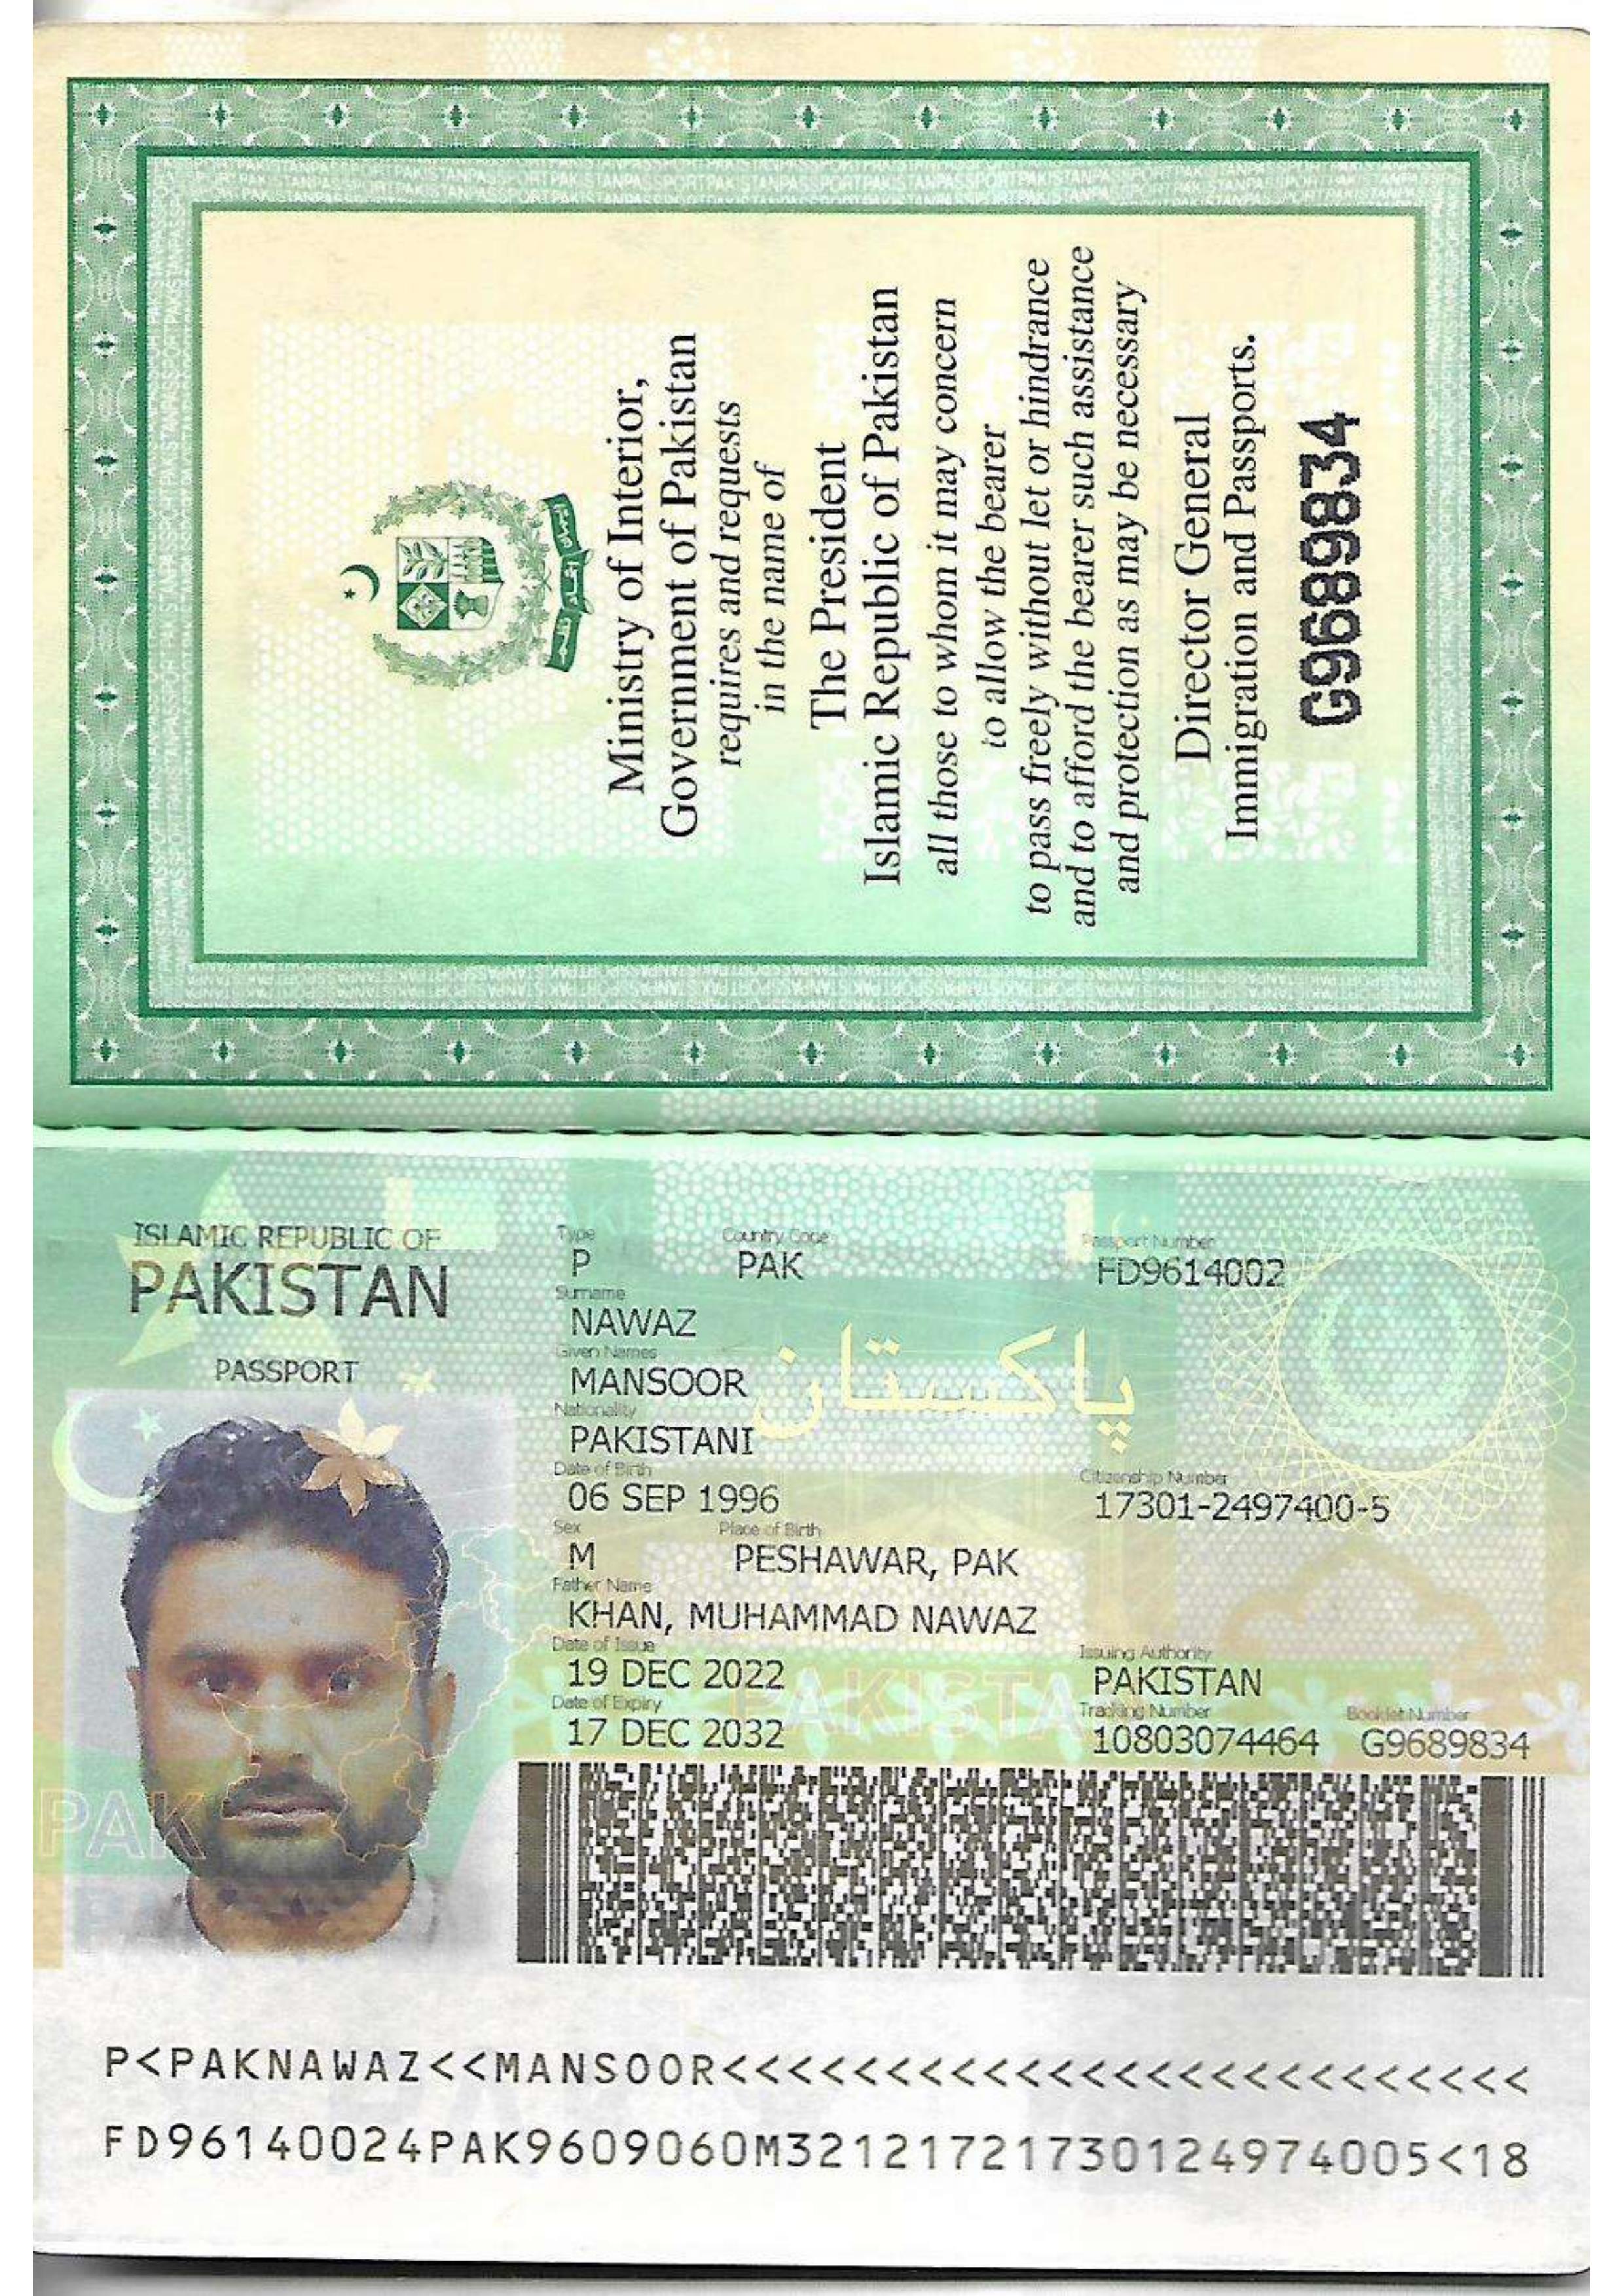 Ministry of Interior,
Government of Pakistan
requires and requests
in the name of
The President
Islamic Republic of Pakistan
all those to whom it may concern
to allow the bearer
to pass freely without let or hindrance
and to afford the bearer such assistance
and protection as may be necessary
Director General
Immigration and Passports.
G9689834
ISLAMIC REPUBLIC OF
PAKISTAN
PASSPORT
Type Country Code Passport Number
P PAK FD9614002
Surname
NAWAZ
Given Names
MANSOOR
پاکستان
Nationality
PAKISTANI
Date of Birth Citizenship Number
06 SEP 1996 17301-2497400-5
Sex Place of Birth
M PESHAWAR, PAK
Father Name
KHAN, MUHAMMAD NAWAZ
Date of Issue Issuing Authority
19 DEC 2022 PAKISTAN
Date of Expiry Tracking Number Booklet Number
17 DEC 2032 10803074464 G9689834
PAK
P<PAKNAWAZ<<MANSOOR<<<<<<<<<<<<<<<<<<<<<<<<<
FD96140024PAK9609060M32121721730124974005<18